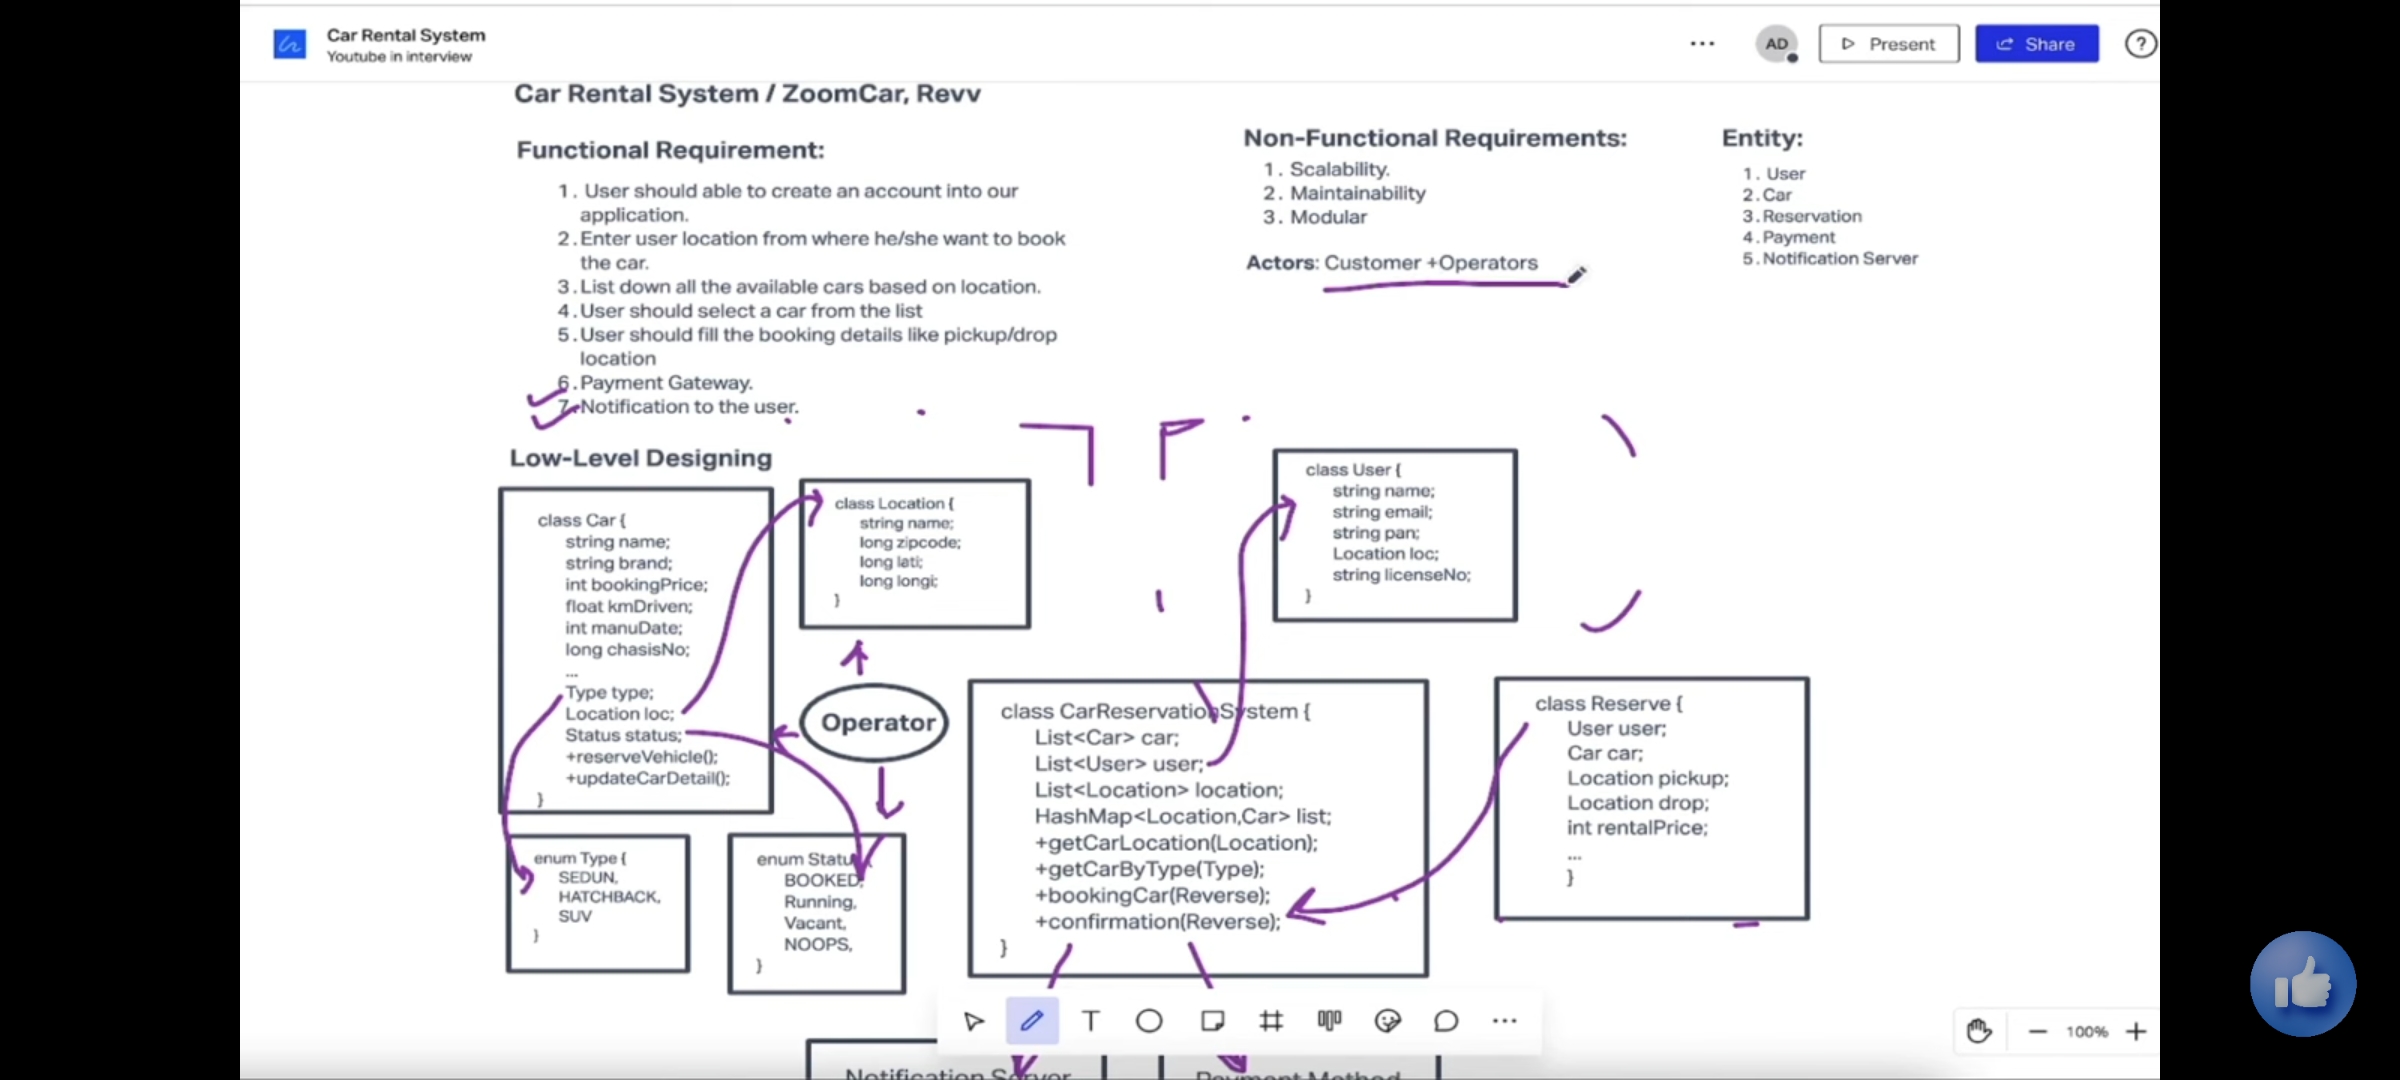 Car Rental System
Youtube in interview
AD
Present
Share
?
Car Rental System / ZoomCar, Revv
Functional Requirement:
1. User should able to create an account into our
application.
2. Enter user location from where he/she want to book
the car.
3. List down all the available cars based on location.
4. User should select a car from the list
5. User should fill the booking details like pickup/drop
location
6. Payment Gateway.
7. Notification to the user.
Non-Functional Requirements:
1. Scalability.
2. Maintainability
3. Modular
Actors: Customer +Operators
Entity:
1. User
2. Car
3. Reservation
4. Payment
5. Notification Server
Low-Level Designing
class Car {
string name;
string brand;
int bookingPrice;
float kmDriven;
int manuDate;
long chasisNo;
...
Type type;
Location loc;
Status status;
+reserveVehicle();
+updateCarDetail();
}
class Location {
string name;
long zipcode;
long lati;
long longi;
}
Operator
enum Type {
SEDUN,
HATCHBACK,
SUV
}
enum Status {
BOOKED,
Running,
Vacant,
NOOPS,
}
class User {
string name;
string email;
string pan;
Location loc;
string licenseNo;
}
class CarReservationSystem {
List<Car> car;
List<User> user;
List<Location> location;
HashMap<Location,Car> list;
+getCarLocation(Location);
+getCarByType(Type);
+bookingCar(Reverse);
+confirmation(Reverse);
}
class Reserve {
User user;
Car car;
Location pickup;
Location drop;
int rentalPrice;
...
}
Notification Server
Payment Method
T
100%